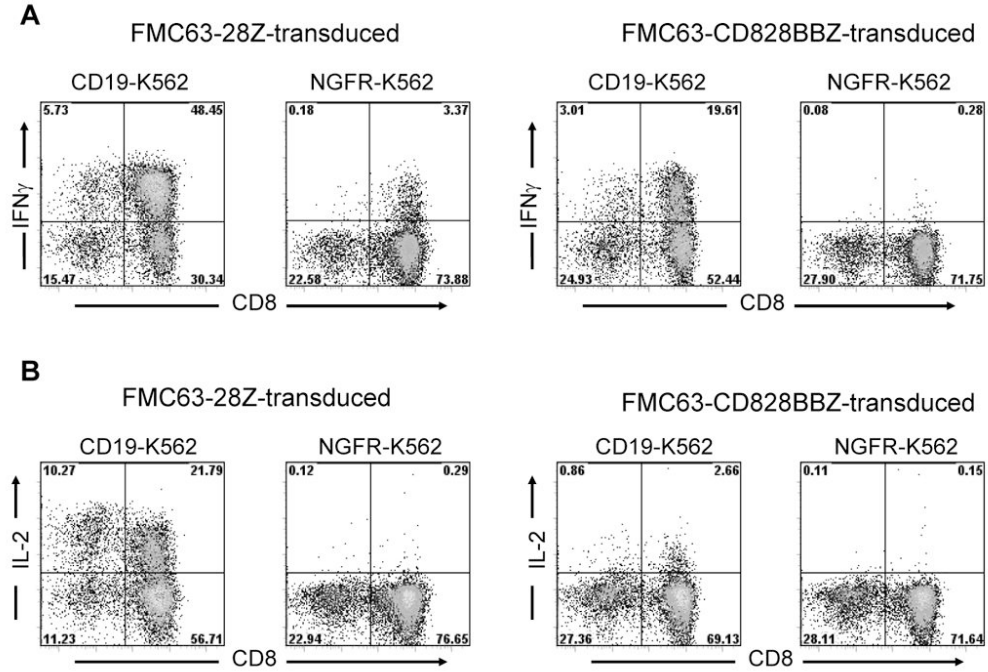 A
FMC63-28Z-transduced
FMC63-CD828BBZ-transduced
CD19-K562
NGFR-K562
CD19-K562
NGFR-K562
5.73 48.45
0.18 3.37
3.01 19.61
0.08 0.28
IFNγ
IFNγ
15.47 30.34
22.58 73.88
24.93 52.44
27.90 71.75
CD8
CD8
B
FMC63-28Z-transduced
FMC63-CD828BBZ-transduced
CD19-K562
NGFR-K562
CD19-K562
NGFR-K562
10.27 21.79
0.12 0.29
0.86 2.66
0.11 0.15
IL-2
IL-2
11.23 56.71
22.94 76.65
27.36 69.13
28.11 71.64
CD8
CD8